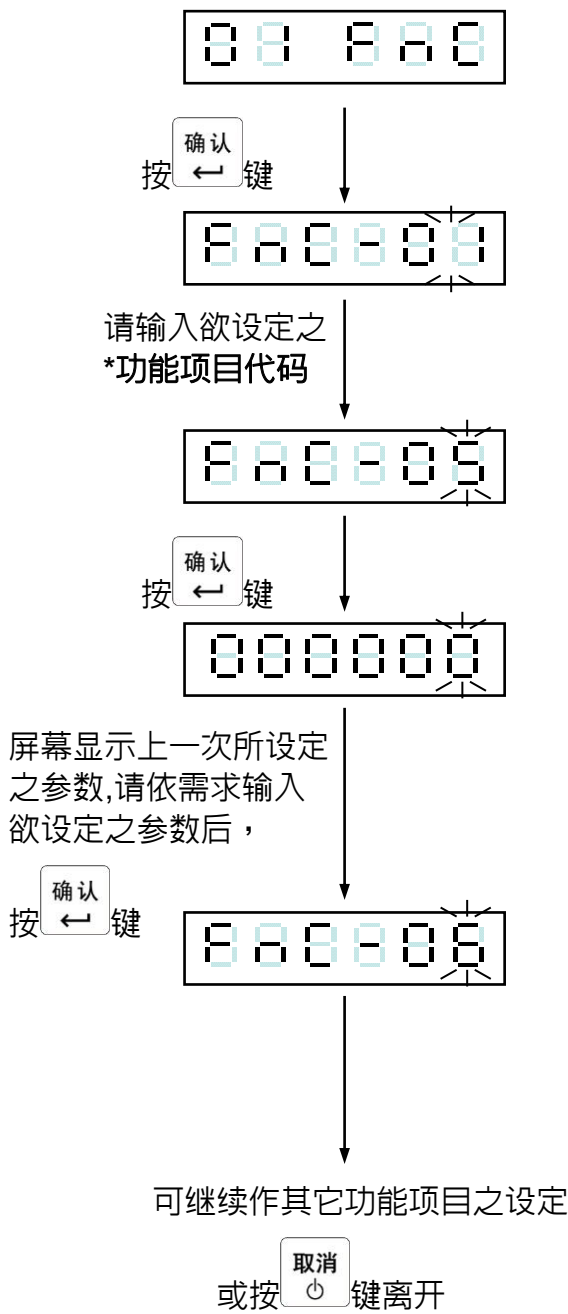 01 FnC
确认
按 键
FnC-01
请输入欲设定之
*功能项目代码
FnC-05
确认
按 键
000000
屏幕显示上一次所设定
之参数,请依需求输入
欲设定之参数后，
确认
按 键
FnC-06
可继续作其它功能项目之设定
取消
或按 键离开